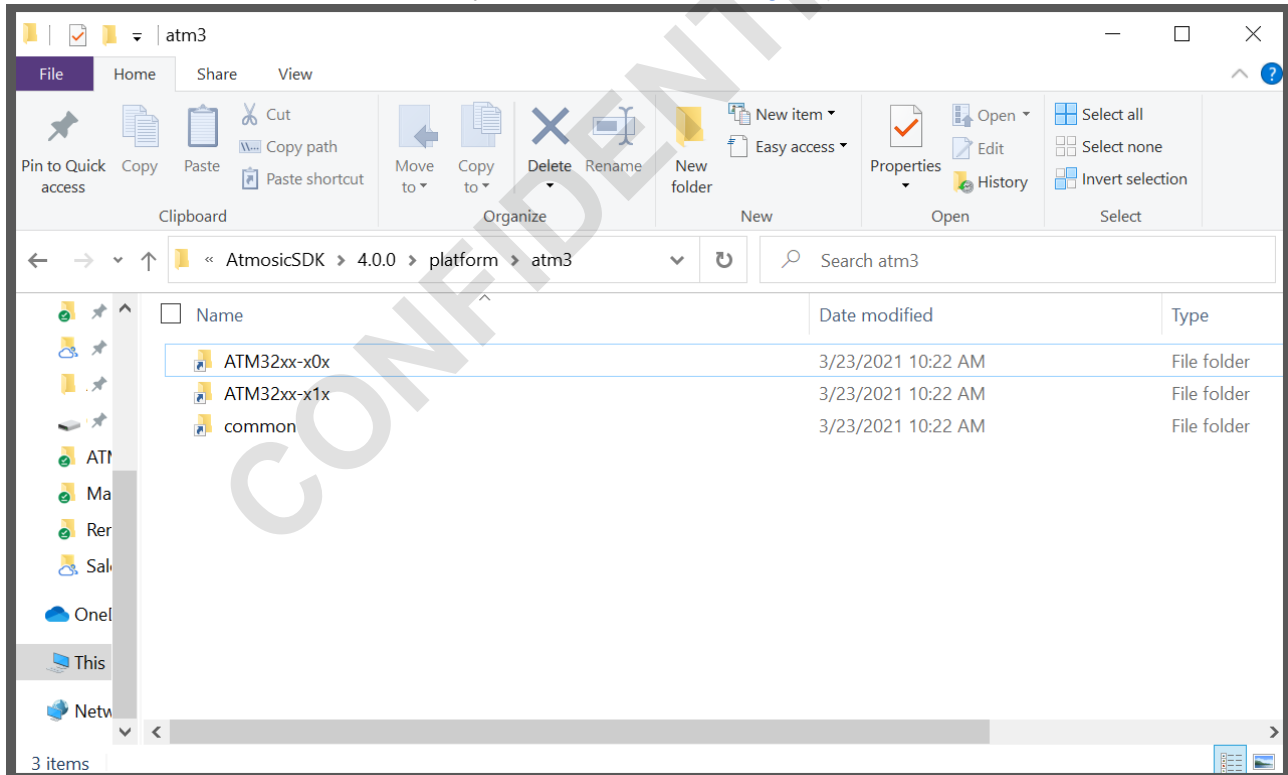 atm3
File Home Share View
Pin to Quick access
Copy
Paste
Cut
Copy path
Paste shortcut
Clipboard
Move to
Copy to
Delete
Rename
Organize
New folder
New item
Easy access
New
Properties
Open
Edit
History
Open
Select all
Select none
Invert selection
Select
« AtmosicSDK > 4.0.0 > platform > atm3
Search atm3
Name Date modified Type
ATM32xx-x0x 3/23/2021 10:22 AM File folder
ATM32xx-x1x 3/23/2021 10:22 AM File folder
common 3/23/2021 10:22 AM File folder
Ma
Rer
This
Netw
3 items
CONFIDENT